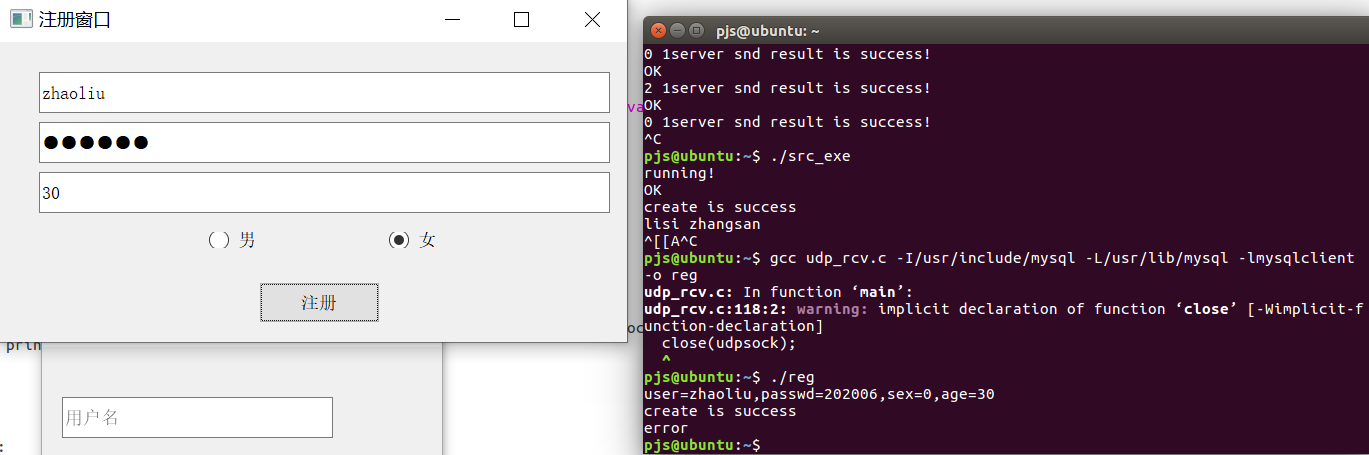 注册窗口
zhaoliu
●●●●●●
30
男 女
注册
prin
用户名
:
va
oc
pjs@ubuntu: ~
0 1server snd result is success!
OK
2 1server snd result is success!
OK
0 1server snd result is success!
^C
pjs@ubuntu:~$ ./src_exe
running!
OK
create is success
lisi zhangsan
^[[A^C
pjs@ubuntu:~$ gcc udp_rcv.c -I/usr/include/mysql -L/usr/lib/mysql -lmysqlclient
-o reg
udp_rcv.c: In function ‘main’:
udp_rcv.c:118:2: warning: implicit declaration of function ‘close’ [-Wimplicit-f
unction-declaration]
close(udpsock);
^
pjs@ubuntu:~$ ./reg
user=zhaoliu,passwd=202006,sex=0,age=30
create is success
error
pjs@ubuntu:~$